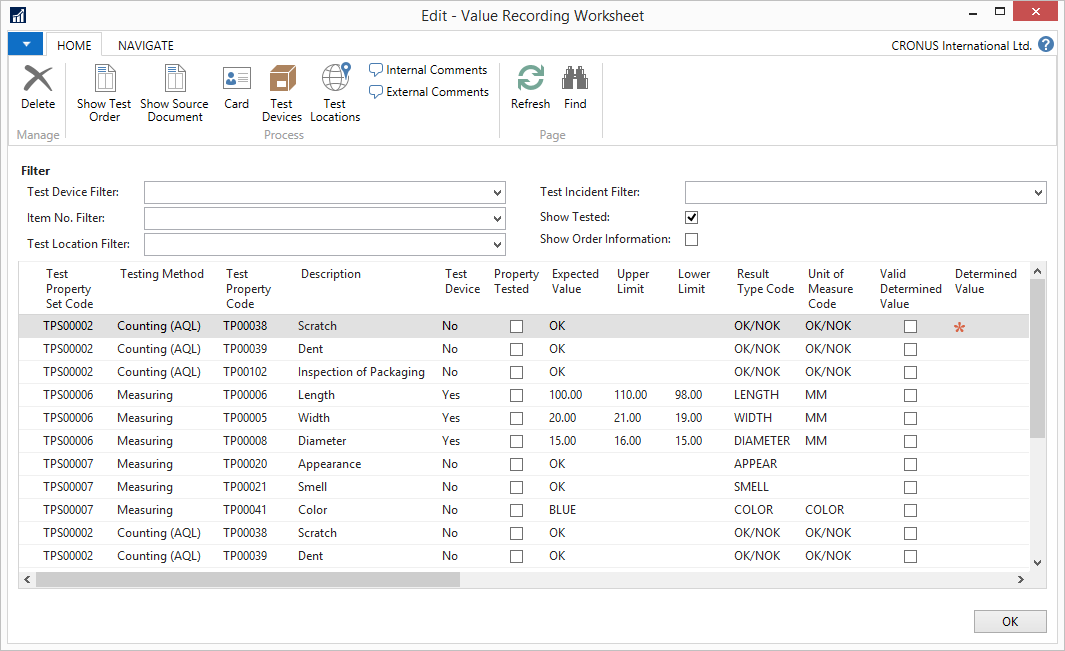 Edit - Value Recording Worksheet
HOME NAVIGATE CRONUS International Ltd. ?
Delete
Show Test Order
Show Source Document
Card
Test Devices
Test Locations
Internal Comments
External Comments
Refresh
Find
Manage Process Page
Filter
Test Device Filter: Test Incident Filter:
Item No. Filter: Show Tested:
Test Location Filter: Show Order Information:
Test Property Set Code Testing Method Test Property Code Description Test Device Property Tested Expected Value Upper Limit Lower Limit Result Type Code Unit of Measure Code Valid Determined Value Determined Value
TPS00002 Counting (AQL) TP00038 Scratch No OK OK/NOK OK/NOK *
TPS00002 Counting (AQL) TP00039 Dent No OK OK/NOK OK/NOK
TPS00002 Counting (AQL) TP00102 Inspection of Packaging No OK OK/NOK OK/NOK
TPS00006 Measuring TP00006 Length Yes 100.00 110.00 98.00 LENGTH MM
TPS00006 Measuring TP00005 Width Yes 20.00 21.00 19.00 WIDTH MM
TPS00006 Measuring TP00008 Diameter Yes 15.00 16.00 15.00 DIAMETER MM
TPS00007 Measuring TP00020 Appearance No OK APPEAR
TPS00007 Measuring TP00021 Smell No OK SMELL
TPS00007 Measuring TP00041 Color No BLUE COLOR COLOR
TPS00002 Counting (AQL) TP00038 Scratch No OK OK/NOK OK/NOK
TPS00002 Counting (AQL) TP00039 Dent No OK OK/NOK OK/NOK
OK